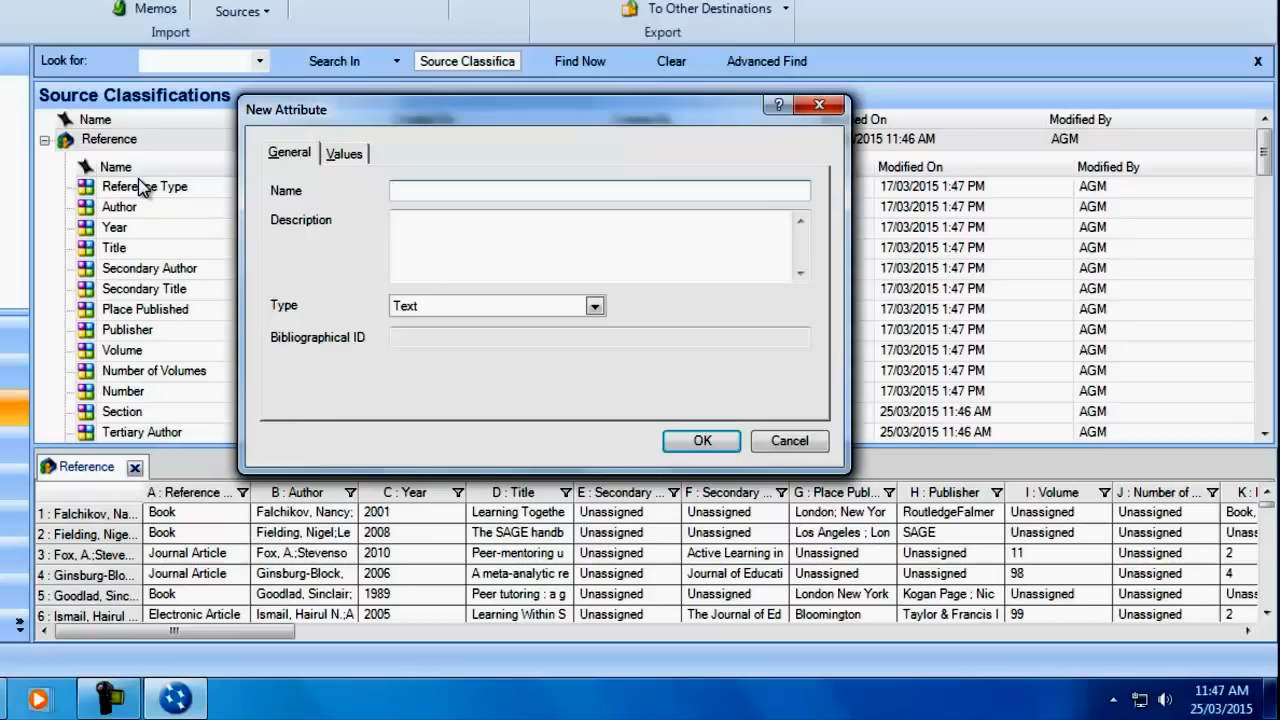 Memos
Sources
To Other Destinations
Import
Export
Look for:
Search In
Source Classifica
Find Now
Clear
Advanced Find
x
Source Classifications
Name
ed On
Modified By
Reference
/2015 11:46 AM
AGM
Name
Modified On
Modified By
Reference Type
17/03/2015 1:47 PM
AGM
Author
17/03/2015 1:47 PM
AGM
Year
17/03/2015 1:47 PM
AGM
Title
17/03/2015 1:47 PM
AGM
Secondary Author
17/03/2015 1:47 PM
AGM
Secondary Title
17/03/2015 1:47 PM
AGM
Place Published
17/03/2015 1:47 PM
AGM
Publisher
17/03/2015 1:47 PM
AGM
Volume
17/03/2015 1:47 PM
AGM
Number of Volumes
17/03/2015 1:47 PM
AGM
Number
17/03/2015 1:47 PM
AGM
Section
25/03/2015 11:46 AM
AGM
Tertiary Author
25/03/2015 11:46 AM
AGM
New Attribute
General
Values
Name
Description
Type
Text
Bibliographical ID
OK
Cancel
Reference
A : Reference ... B : Author C : Year D : Title E : Secondary ... F : Secondary ... G : Place Publ... H : Publisher I : Volume J : Number of ... K :
1 : Falchikov, Na... Book Falchikov, Nancy; 2001 Learning Togethe Unassigned Unassigned London; New Yor RoutledgeFalmer Unassigned Unassigned Book,
2 : Fielding, Nige... Book Fielding, Nigel;Le 2008 The SAGE handb Unassigned Unassigned Los Angeles ; Lon SAGE Unassigned Unassigned Unass
3 : Fox, A.;Steve... Journal Article Fox, A.;Stevenso 2010 Peer-mentoring u Unassigned Active Learning in Unassigned Unassigned 11 Unassigned 2
4 : Ginsburg-Blo... Journal Article Ginsburg-Block, 2006 A meta-analytic re Unassigned Journal of Educati Unassigned Unassigned 98 Unassigned 4
5 : Goodlad, Sinc... Book Goodlad, Sinclair; 1989 Peer tutoring : a g Unassigned Unassigned London New York Kogan Page ; Nic Unassigned Unassigned Unass
6 : Ismail, Hairul ... Electronic Article Ismail, Hairul N.;A 2005 Learning Within S Unassigned The Journal of Ed Bloomington Taylor & Francis I 99 Unassigned 2
11:47 AM
25/03/2015